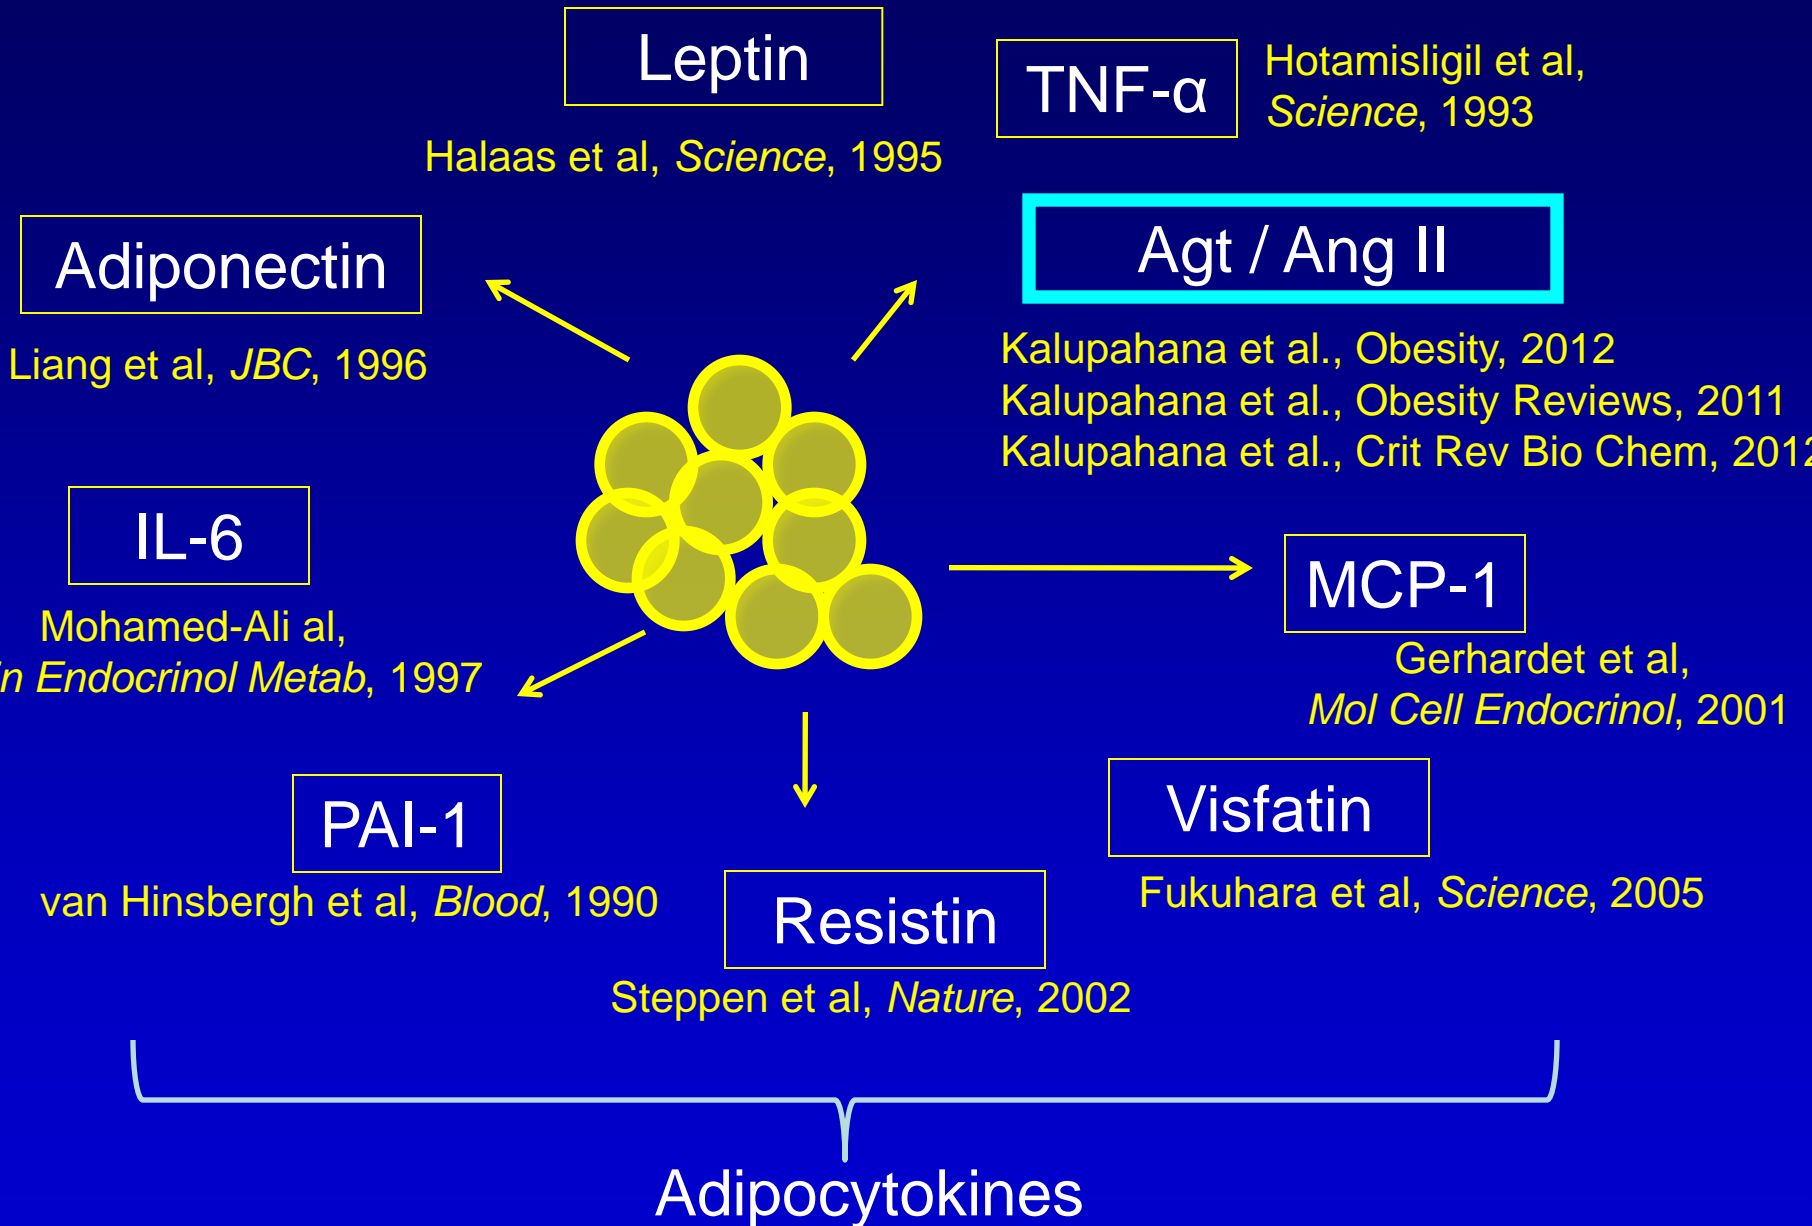 Leptin
Halaas et al, Science, 1995
TNF-α
Hotamisligil et al,
Science, 1993
Adiponectin
Liang et al, JBC, 1996
Agt / Ang II
Kalupahana et al., Obesity, 2012
Kalupahana et al., Obesity Reviews, 2011
Kalupahana et al., Crit Rev Bio Chem, 2012
IL-6
Mohamed-Ali al,
Endocrinol Metab, 1997
MCP-1
Gerhardet et al,
Mol Cell Endocrinol, 2001
PAI-1
van Hinsbergh et al, Blood, 1990
Visfatin
Fukuhara et al, Science, 2005
Resistin
Steppen et al, Nature, 2002
Adipocytokines